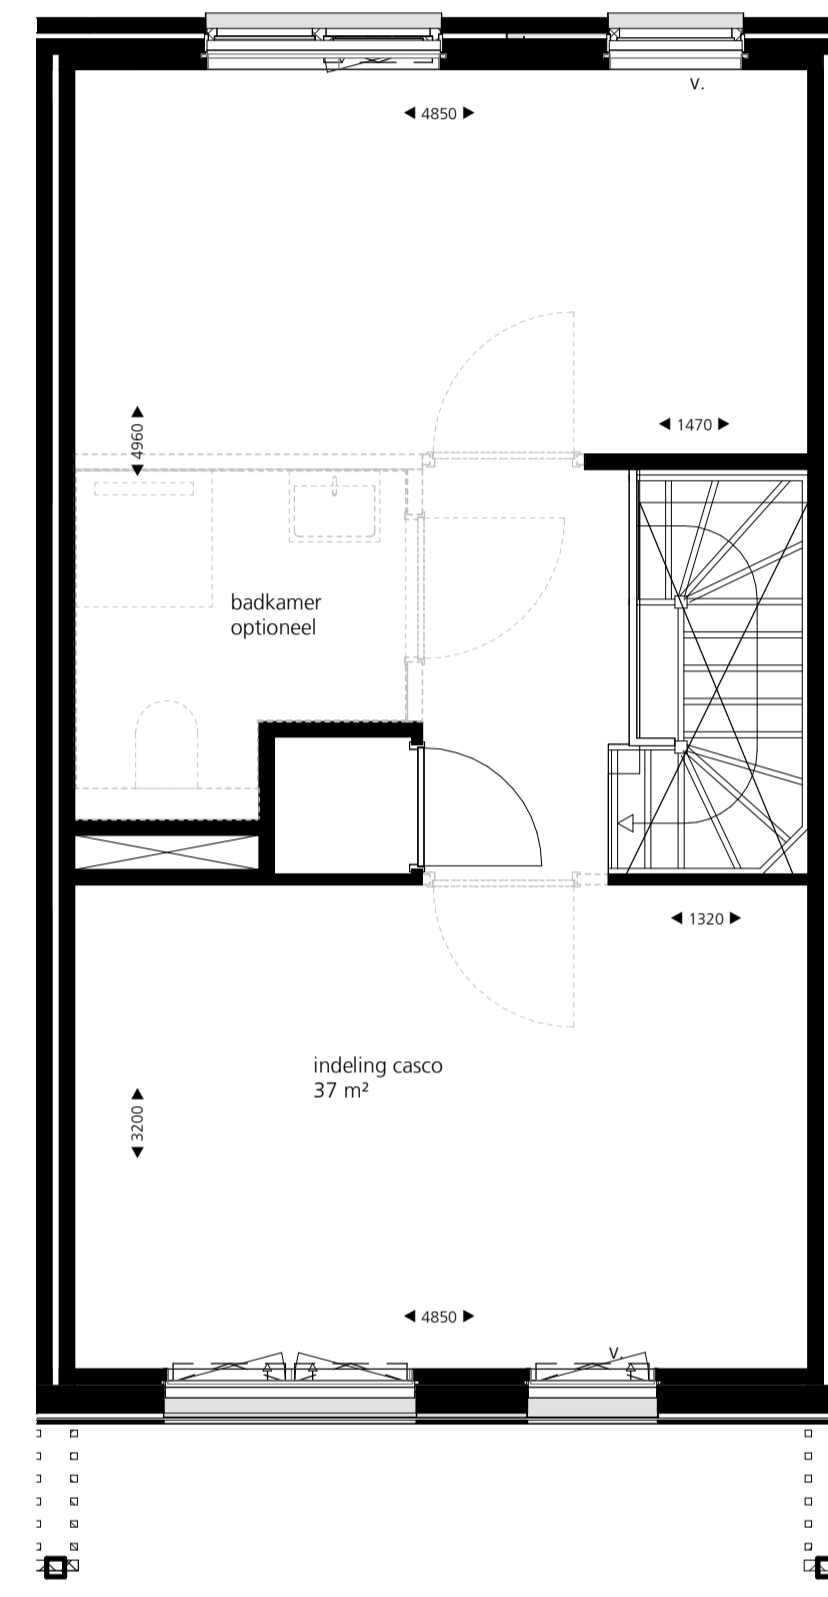 v.
◄ 4850 ►
◄ 4960 ►
◄ 1470 ►
badkamer
optioneel
◄ 1320 ►
indeling casco
37 m²
◄ 3200 ►
◄ 4850 ►
v.